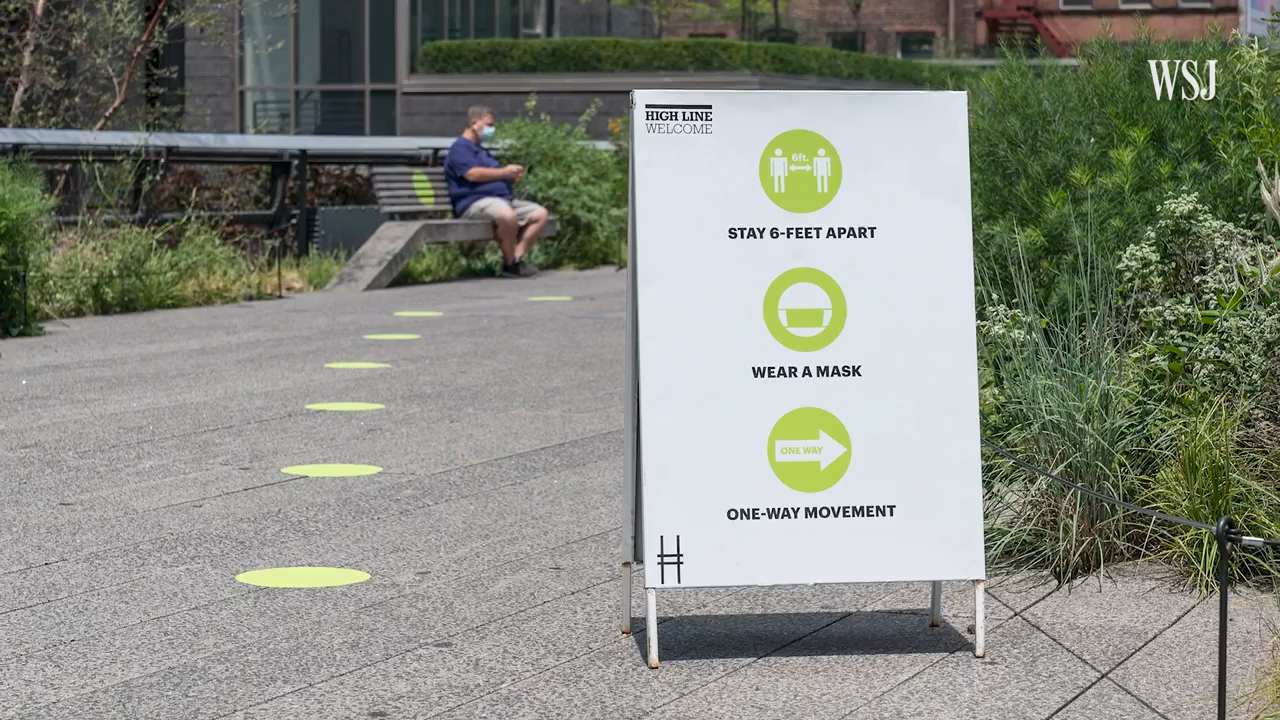 WSJ
HIGH LINE
WELCOME
6ft.
STAY 6-FEET APART
WEAR A MASK
ONE WAY
ONE-WAY MOVEMENT